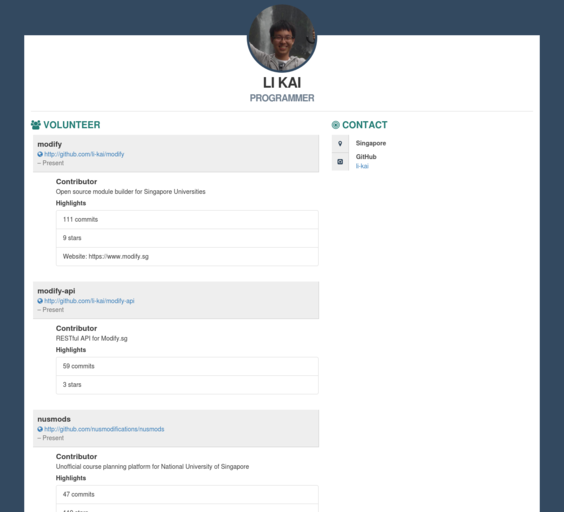 LI KAI
PROGRAMMER
VOLUNTEER
modify
http://github.com/li-kai/modify
– Present
Contributor
Open source module builder for Singapore Universities
Highlights
111 commits
9 stars
Website: https://www.modify.sg
modify-api
http://github.com/li-kai/modify-api
– Present
Contributor
RESTful API for Modify.sg
Highlights
59 commits
3 stars
nusmods
http://github.com/nusmodifications/nusmods
– Present
Contributor
Unofficial course planning platform for National University of Singapore
Highlights
47 commits
CONTACT
Singapore
GitHub
li-kai